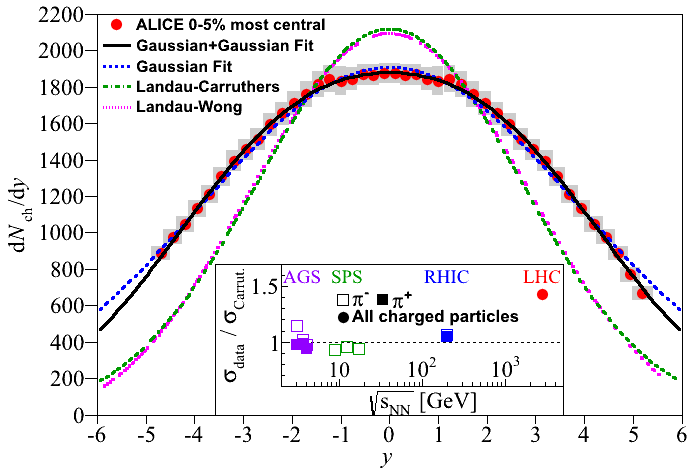 2200
2000
1800
1600
1400
1200
1000
800
600
400
200
0
dN_ch/dy
ALICE 0-5% most central
Gaussian+Gaussian Fit
Gaussian Fit
Landau-Carruthers
Landau-Wong
AGS SPS RHIC LHC
π⁻ π⁺
All charged particles
1.5
1
σ_data / σ_Carrut.
10 10² 10³
√s_NN [GeV]
-6 -5 -4 -3 -2 -1 0 1 2 3 4 5 6
y